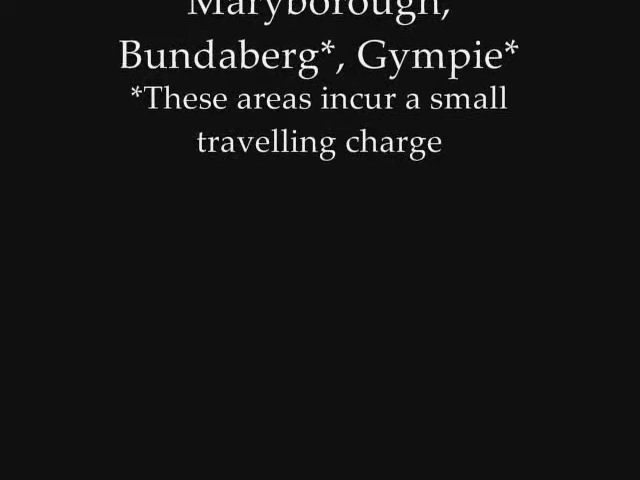 Maryborough,
Bundaberg*, Gympie*
*These areas incur a small
travelling charge